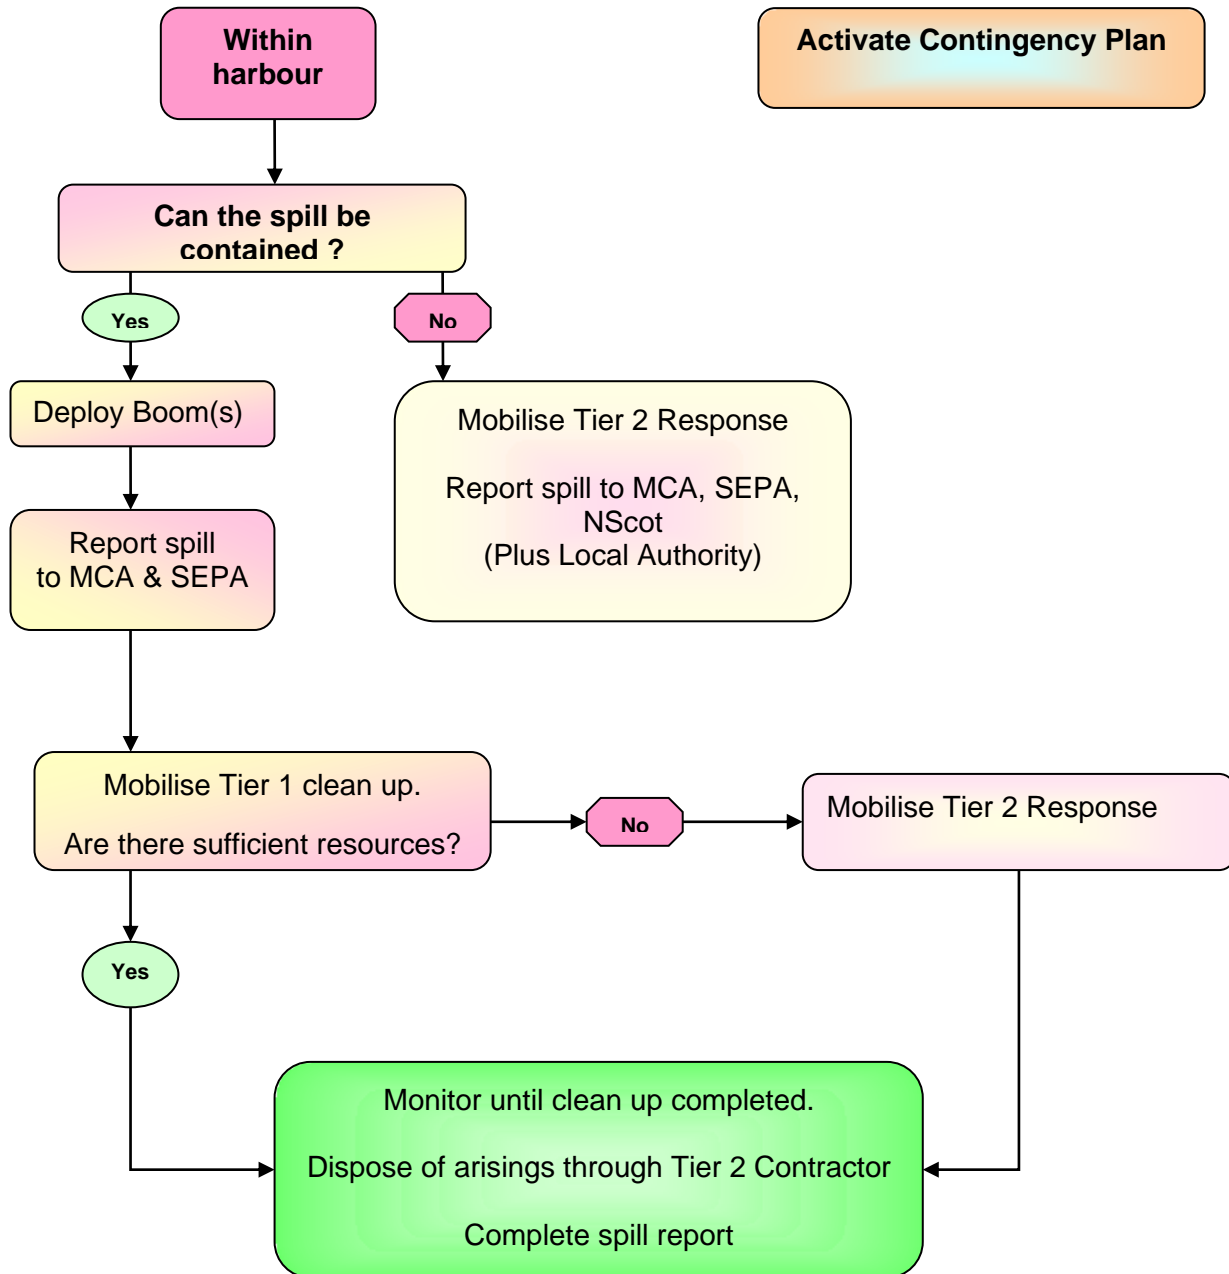 Within
harbour
Activate Contingency Plan
Can the spill be
contained ?
Yes
No
Deploy Boom(s)
Mobilise Tier 2 Response
Report spill to MCA, SEPA,
NScot
(Plus Local Authority)
Report spill
to MCA & SEPA
Mobilise Tier 1 clean up.
Are there sufficient resources?
No
Mobilise Tier 2 Response
Yes
Monitor until clean up completed.
Dispose of arisings through Tier 2 Contractor
Complete spill report